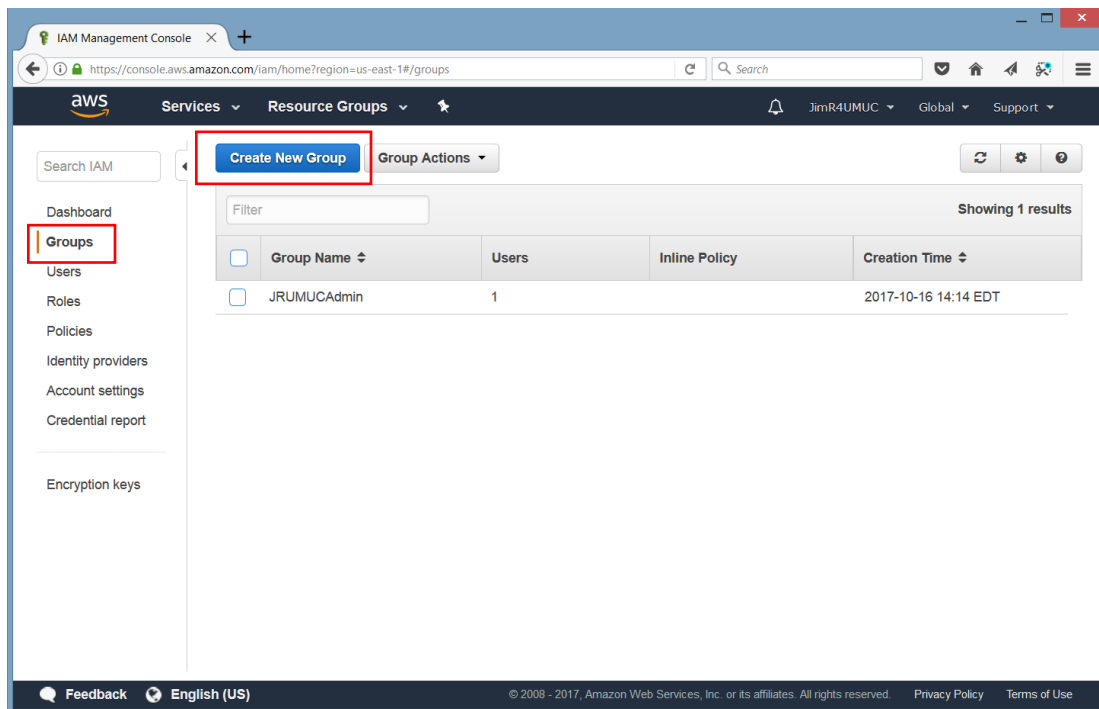 IAM Management Console
https://console.aws.amazon.com/iam/home?region=us-east-1#/groups
Search
aws
Services
Resource Groups
JimR4UMUC
Global
Support
Search IAM
Create New Group
Group Actions
Dashboard
Groups
Users
Roles
Policies
Identity providers
Account settings
Credential report
Encryption keys
Filter
Showing 1 results
Group Name Users Inline Policy Creation Time
JRUMUCAdmin 1 2017-10-16 14:14 EDT
Feedback English (US) © 2008 - 2017, Amazon Web Services, Inc. or its affiliates. All rights reserved. Privacy Policy Terms of Use